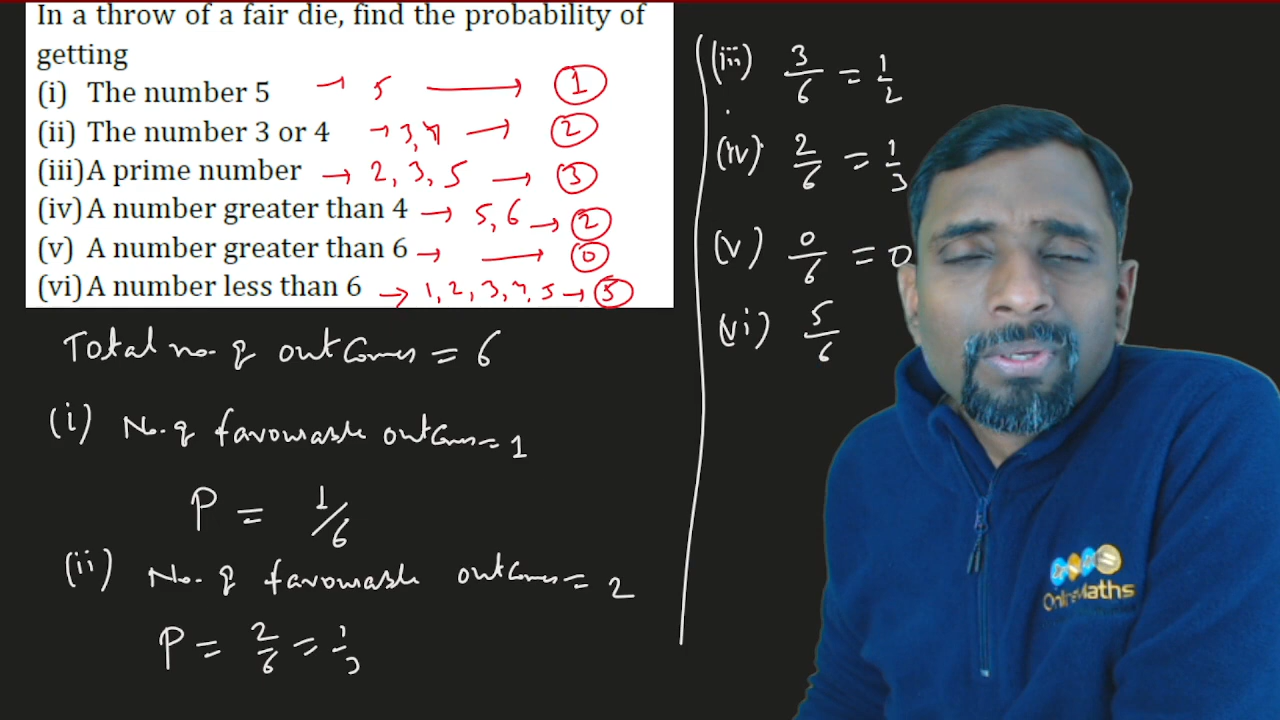 In a throw of a fair die, find the probability of
getting
(i) The number 5 → 5 → 1
(ii) The number 3 or 4 → 3,4 → 2
(iii) A prime number → 2, 3, 5 → 3
(iv) A number greater than 4 → 5, 6 → 2
(v) A number greater than 6 → → 0
(vi) A number less than 6 → 1, 2, 3, 4, 5 → 5
Total no. of outcomes = 6
(i) No. of favourable outcomes = 1
P = 1/6
(ii) No. of favourable outcomes = 2
P = 2/6 = 1/3
(iii) 3/6 = 1/2
(iv) 2/6 = 1/3
(v) 0/6 = 0
(vi) 5/6
Online Maths